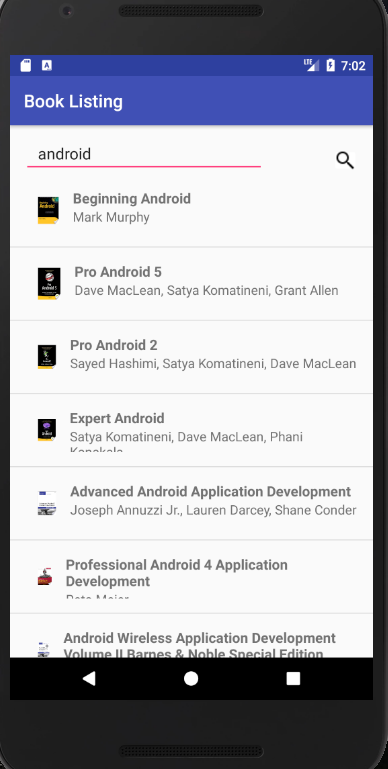 LTE 7:02
Book Listing
android
Beginning Android
Mark Murphy
Pro Android 5
Dave MacLean, Satya Komatineni, Grant Allen
Pro Android 2
Sayed Hashimi, Satya Komatineni, Dave MacLean
Expert Android
Satya Komatineni, Dave MacLean, Phani
Advanced Android Application Development
Joseph Annuzzi Jr., Lauren Darcey, Shane Conder
Professional Android 4 Application
Development
Android Wireless Application Development
Volume II Barnes & Noble Special Edition